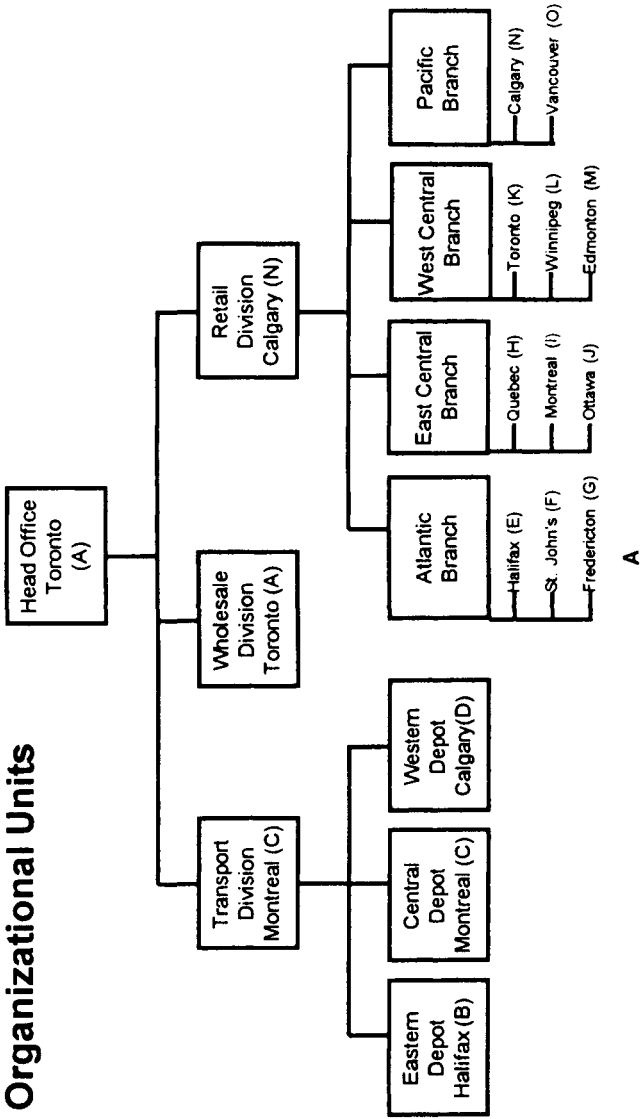 Organizational Units
Head Office
Toronto
(A)
Transport
Division
Montreal (C)
Wholesale
Division
Toronto (A)
Retail
Division
Calgary (N)
Eastern
Depot
Halifax (B)
Central
Depot
Montreal (C)
Western
Depot
Calgary(D)
Atlantic
Branch
Halifax (E)
St. John's (F)
Fredericton (G)
East Central
Branch
Quebec (H)
Montreal (I)
Ottawa (J)
West Central
Branch
Toronto (K)
Winnipeg (L)
Edmonton (M)
Pacific
Branch
Calgary (N)
Vancouver (O)
A